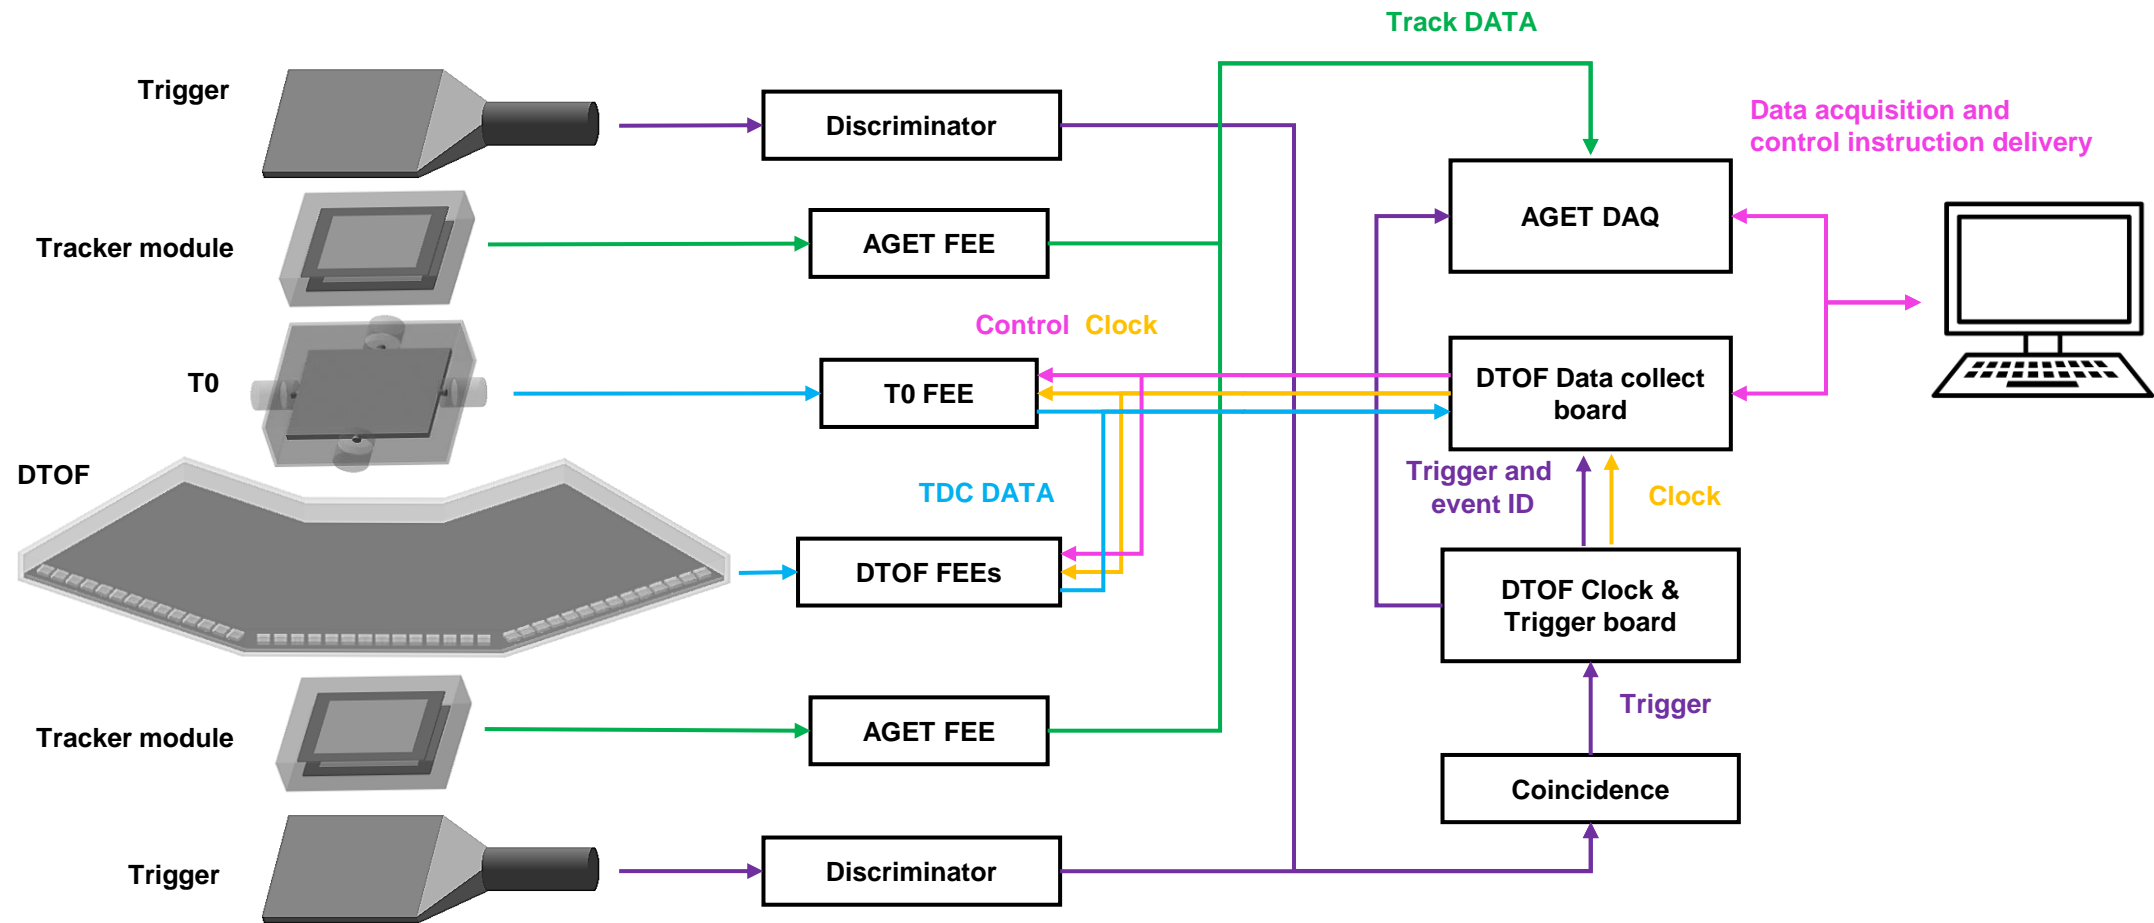 Track DATA
Trigger
Discriminator
Data acquisition and
control instruction delivery
Tracker module
AGET FEE
AGET DAQ
Control Clock
T0
T0 FEE
DTOF Data collect
board
DTOF
TDC DATA
Trigger and
event ID
Clock
DTOF FEEs
DTOF Clock &
Trigger board
Tracker module
AGET FEE
Trigger
Coincidence
Trigger
Discriminator